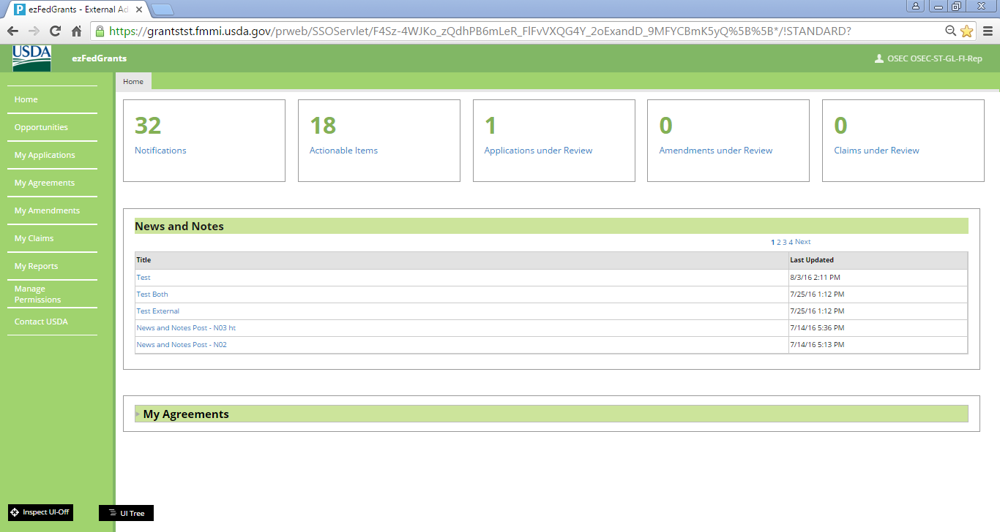 ezFedGrants - External Ad
https://grantstst.fmmi.usda.gov/prweb/SSOServlet/F4Sz-4WJKo_zQdhPB6mLeR_FlFvVXQG4Y_2oExandD_9MFYCBmK5yQ%5B%5B*/!STANDARD?
USDA
ezFedGrants
OSEC OSEC-ST-GL-FI-Rep
Home
Home
Opportunities
My Applications
My Agreements
My Amendments
My Claims
My Reports
Manage
Permissions
Contact USDA
32
Notifications
18
Actionable Items
1
Applications under Review
0
Amendments under Review
0
Claims under Review
News and Notes
1 2 3 4 Next
Title Last Updated
Test 8/3/16 2:11 PM
Test Both 7/25/16 1:12 PM
Test External 7/25/16 1:12 PM
News and Notes Post - N03 ht 7/14/16 5:36 PM
News and Notes Post - N02 7/14/16 5:13 PM
My Agreements
Inspect UI-Off
UI Tree